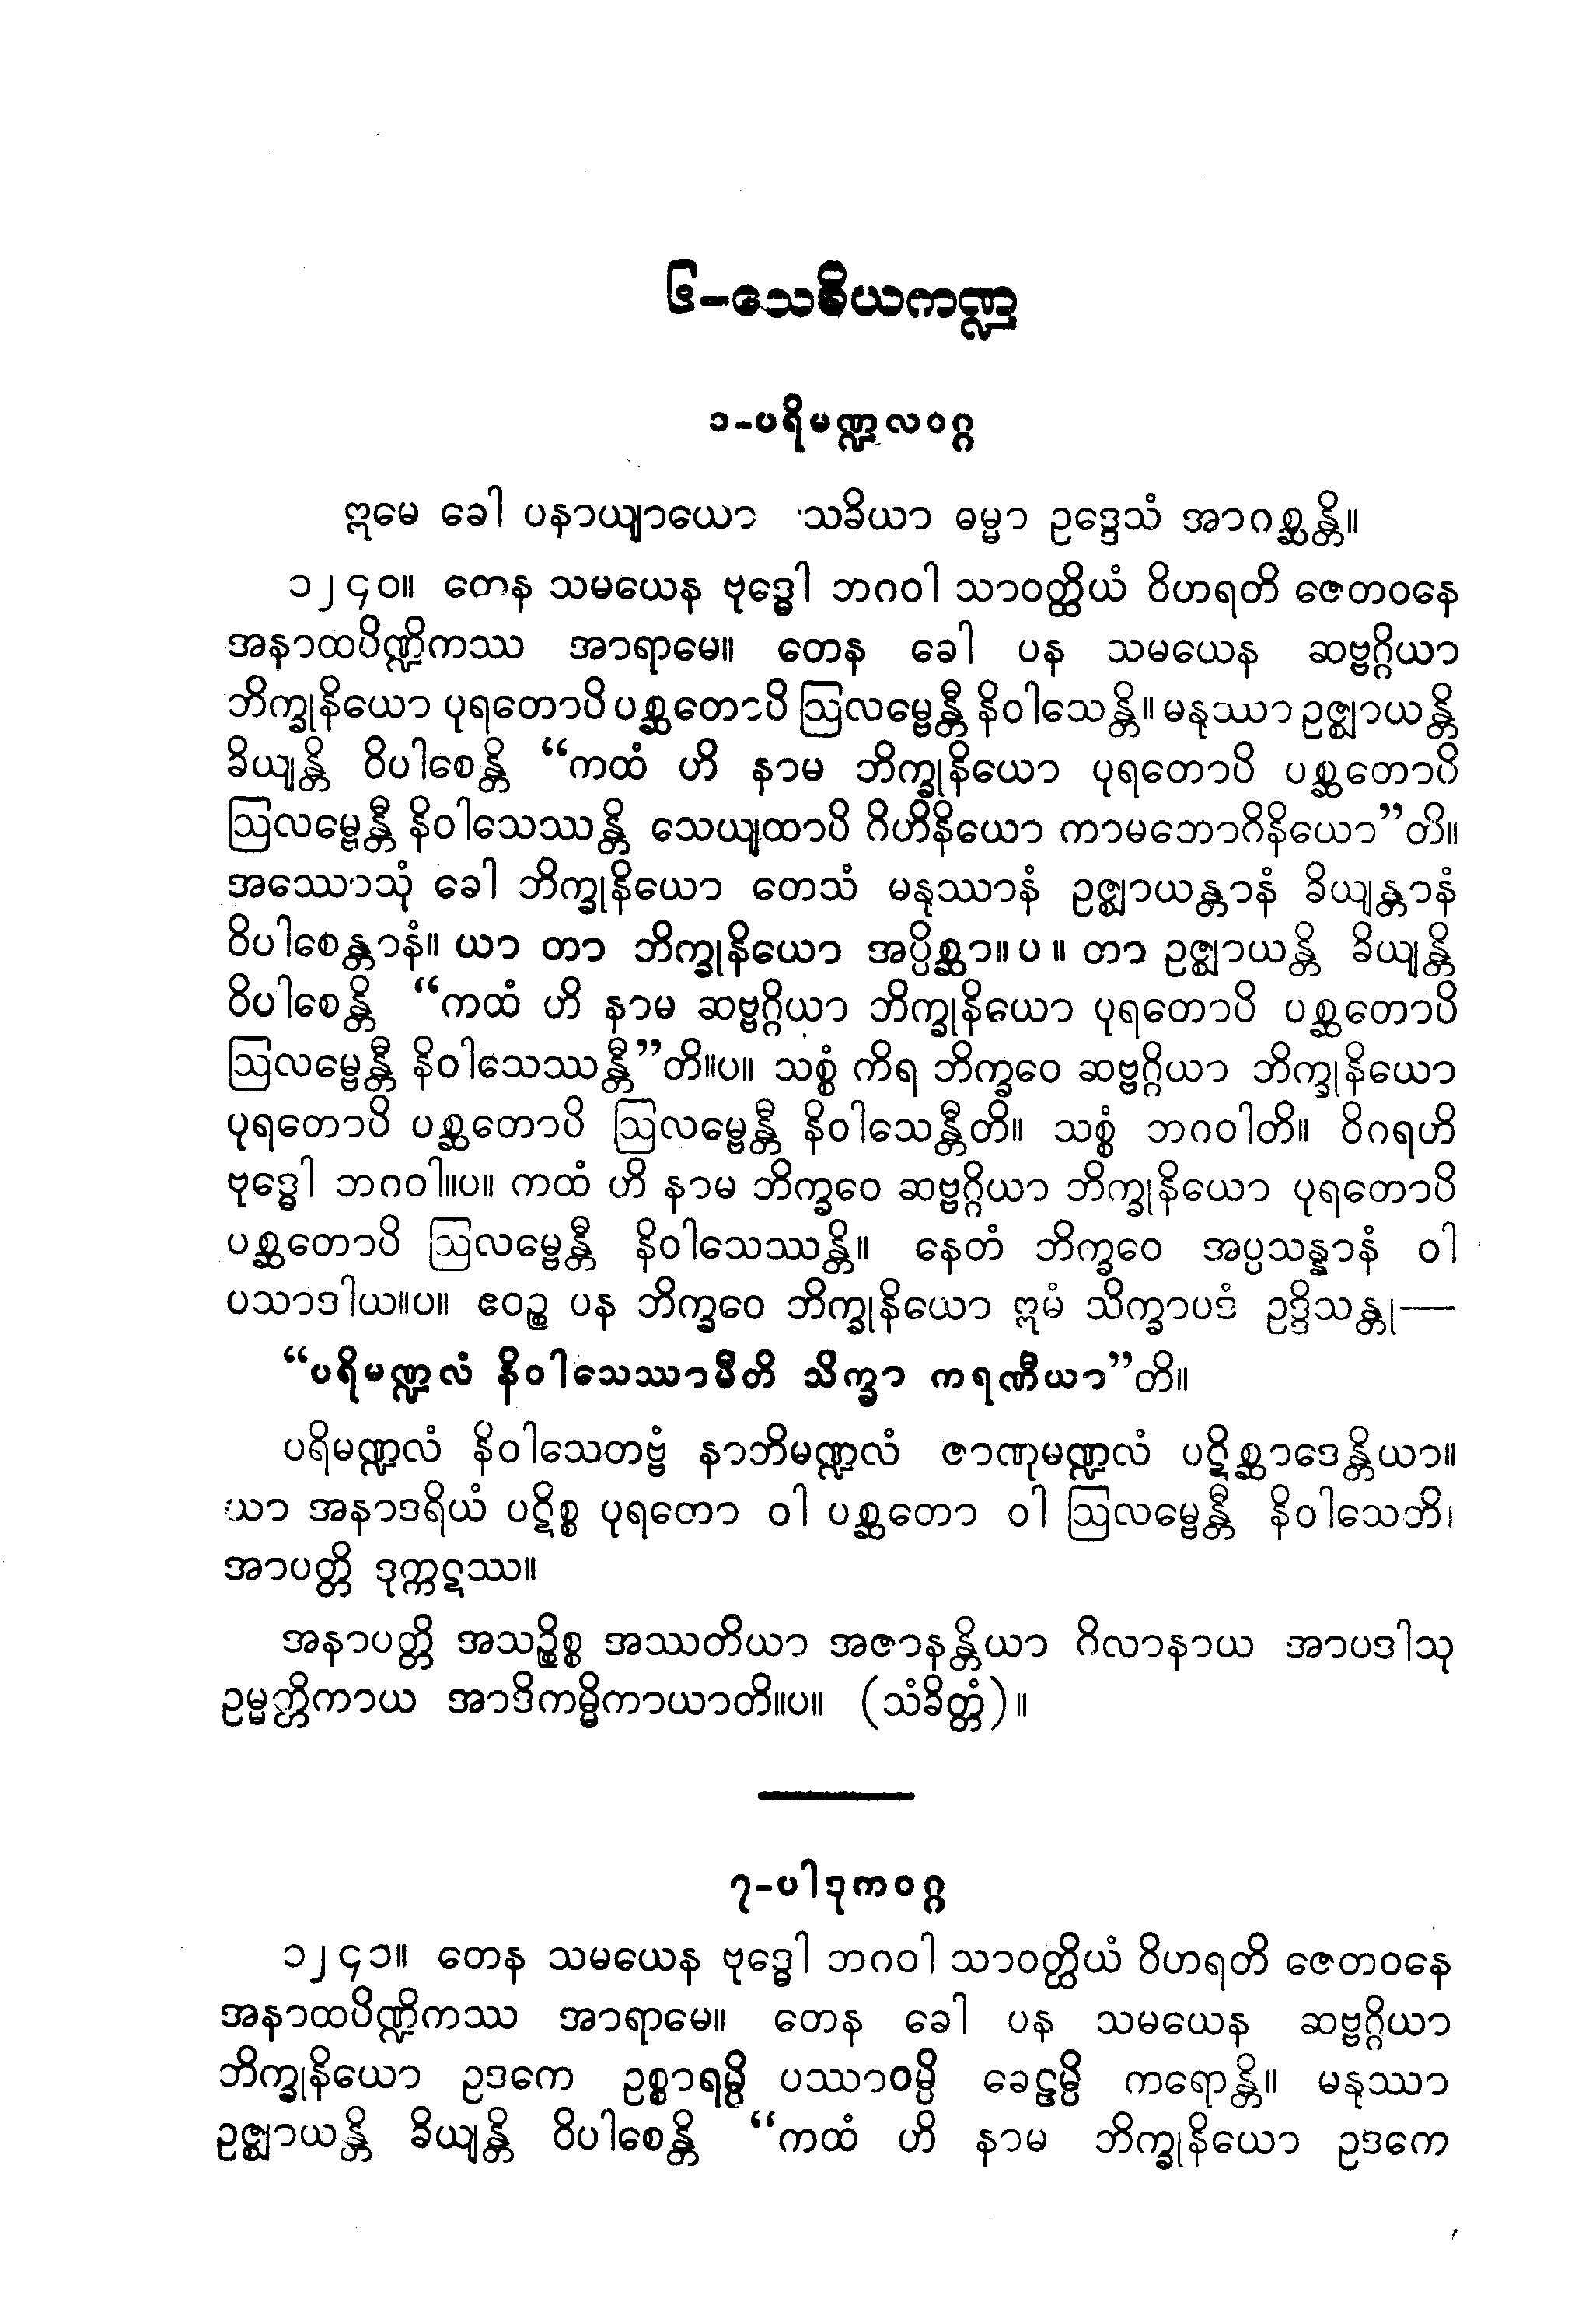 ၆-သေခိယကဏ္ဍ
၁-ပရိမဏ္ဍလဝဂ္ဂ
ဣမေ ခေါ ပနာယျာယော သေခိယာ ဓမ္မာ ဥဒ္ဒေသံ အာဂစ္ဆန္တိ။
၁၂၄၀။ တေန သမယေန ဗုဒ္ဓေါ ဘဂဝါ သာဝတ္ထိယံ ဝိဟရတိ ဇေတဝနေ
အနာထပိဏ္ဍိကဿ အာရာမေ။ တေန ခေါ ပန သမယေန ဆဗ္ဗဂ္ဂိယာ
ဘိက္ခုနိယော ပုရတောပိ ပစ္ဆတောပိ ဩလမ္ဗေန္တီ နိဝါသေန္တိ။ မနုဿာ ဥဇ္ဈာယန္တိ
ခိယျန္တိ ဝိပါစေန္တိ “ကထံ ဟိ နာမ ဘိက္ခုနိယော ပုရတောပိ ပစ္ဆတောပိ
ဩလမ္ဗေန္တီ နိဝါသေဿန္တိ သေယျထာပိ ဂိဟိနိယော ကာမဘောဂိနိယော”တိ။
အဿောသုံ ခေါ ဘိက္ခုနိယော တေသံ မနုဿာနံ ဥဇ္ဈာယန္တာနံ ခိယျန္တာနံ
ဝိပါစေန္တာနံ။ ယာ တာ ဘိက္ခုနိယော အပ္ပိစ္ဆာ။ပ။ တာ ဥဇ္ဈာယန္တိ ခိယျန္တိ
ဝိပါစေန္တိ “ကထံ ဟိ နာမ ဆဗ္ဗဂ္ဂိယာ ဘိက္ခုနိယော ပုရတောပိ ပစ္ဆတောပိ
ဩလမ္ဗေန္တီ နိဝါသေဿန္တီ”တိ။ပ။ သစ္စံ ကိရ ဘိက္ခဝေ ဆဗ္ဗဂ္ဂိယာ ဘိက္ခုနိယော
ပုရတောပိ ပစ္ဆတောပိ ဩလမ္ဗေန္တီ နိဝါသေန္တီတိ။ သစ္စံ ဘဂဝါတိ။ ဝိဂရဟိ
ဗုဒ္ဓေါ ဘဂဝါ။ပ။ ကထံ ဟိ နာမ ဘိက္ခဝေ ဆဗ္ဗဂ္ဂိယာ ဘိက္ခုနိယော ပုရတောပိ
ပစ္ဆတောပိ ဩလမ္ဗေန္တီ နိဝါသေဿန္တိ။ နေတံ ဘိက္ခဝေ အပ္ပသန္နာနံ ဝါ
ပသာဒါယ။ပ။ ဧဝဉ္စ ပန ဘိက္ခဝေ ဘိက္ခုနိယော ဣမံ သိက္ခာပဒံ ဥဒ္ဒိသန္တု—
“ပရိမဏ္ဍလံ နိဝါသေဿာမီတိ သိက္ခာ ကရဏီယာ”တိ။
ပရိမဏ္ဍလံ နိဝါသေတဗ္ဗံ နာဘိမဏ္ဍလံ ဇာဏုမဏ္ဍလံ ပဋိစ္ဆာဒေန္တိယာ။
ယာ အနာဒရိယံ ပဋိစ္စ ပုရတော ဝါ ပစ္ဆတော ဝါ ဩလမ္ဗေန္တီ နိဝါသေတိ၊
အာပတ္တိ ဒုက္ကဋဿ။
အနာပတ္တိ အသဉ္စိစ္စ အဿတိယာ အဇာနန္တိယာ ဂိလာနာယ အာပဒါသု
ဥမ္မတ္တိကာယ အာဒိကမ္မိကာယာတိ။ပ။ (သံခိတ္တံ)။
၇-ပါဒုကဝဂ္ဂ
၁၂၄၁။ တေန သမယေန ဗုဒ္ဓေါ ဘဂဝါ သာဝတ္ထိယံ ဝိဟရတိ ဇေတဝနေ
အနာထပိဏ္ဍိကဿ အာရာမေ။ တေန ခေါ ပန သမယေန ဆဗ္ဗဂ္ဂိယာ
ဘိက္ခုနိယော ဥဒကေ ဥစ္စာရမ္ပိ ပဿာဝမ္ပိ ခေဠမ္ပိ ကရောန္တိ။ မနုဿာ
ဥဇ္ဈာယန္တိ ခိယျန္တိ ဝိပါစေန္တိ “ကထံ ဟိ နာမ ဘိက္ခုနိယော ဥဒကေ